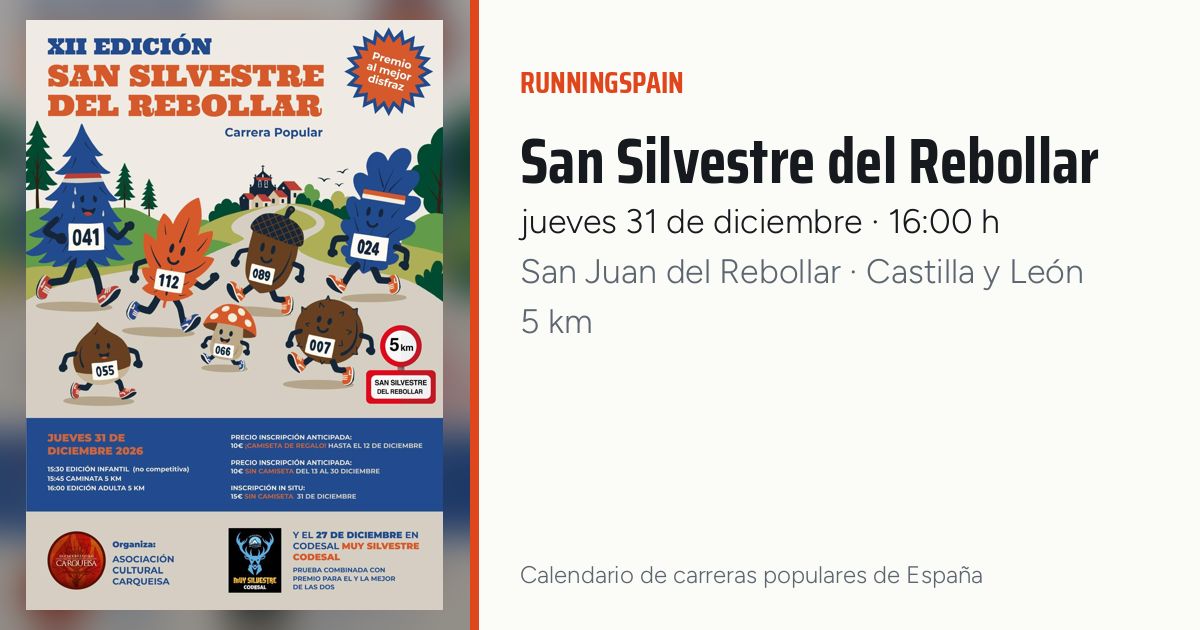 XII EDICIÓN
SAN SILVESTRE
DEL REBOLLAR
Carrera Popular
Premio
al mejor
disfraz
041
112
089
024
066
007
055
5 km
SAN SILVESTRE
DEL REBOLLAR
JUEVES 31 DE
DICIEMBRE 2026
15:30 EDICIÓN INFANTIL (no competitiva)
15:45 CAMINATA 5 KM
16:00 EDICIÓN ADULTA 5 KM
PRECIO INSCRIPCIÓN ANTICIPADA:
10€ ¡CAMISETA DE REGALO! HASTA EL 12 DE DICIEMBRE
PRECIO INSCRIPCIÓN ANTICIPADA:
10€ SIN CAMISETA DEL 13 AL 30 DICIEMBRE
INSCRIPCIÓN IN SITU:
15€ SIN CAMISETA 31 DE DICIEMBRE
CARQUEISA
Organiza:
ASOCIACIÓN
CULTURAL
CARQUEISA
MUY SILVESTRE
CODESAL
Y EL 27 DE DICIEMBRE EN
CODESAL MUY SILVESTRE
CODESAL
PRUEBA COMBINADA CON
PREMIO PARA EL Y LA MEJOR
DE LAS DOS
RUNNINGSPAIN
San Silvestre del Rebollar
jueves 31 de diciembre · 16:00 h
San Juan del Rebollar · Castilla y León
5 km
Calendario de carreras populares de España